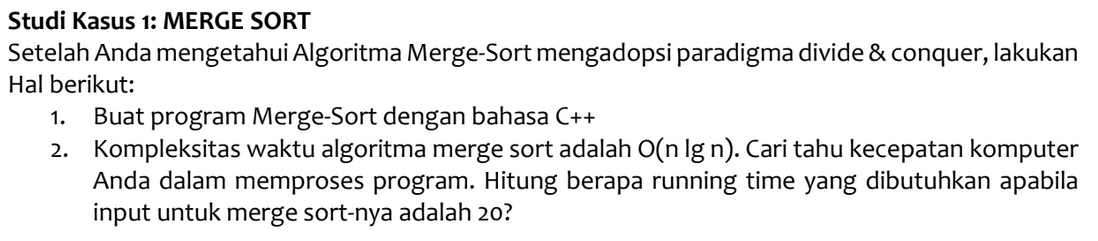 Studi Kasus 1: MERGE SORT
Setelah Anda mengetahui Algoritma Merge-Sort mengadopsi paradigma divide & conquer, lakukan
Hal berikut:
1. Buat program Merge-Sort dengan bahasa C++
2. Kompleksitas waktu algoritma merge sort adalah O(n lg n). Cari tahu kecepatan komputer
Anda dalam memproses program. Hitung berapa running time yang dibutuhkan apabila
input untuk merge sort-nya adalah 20?